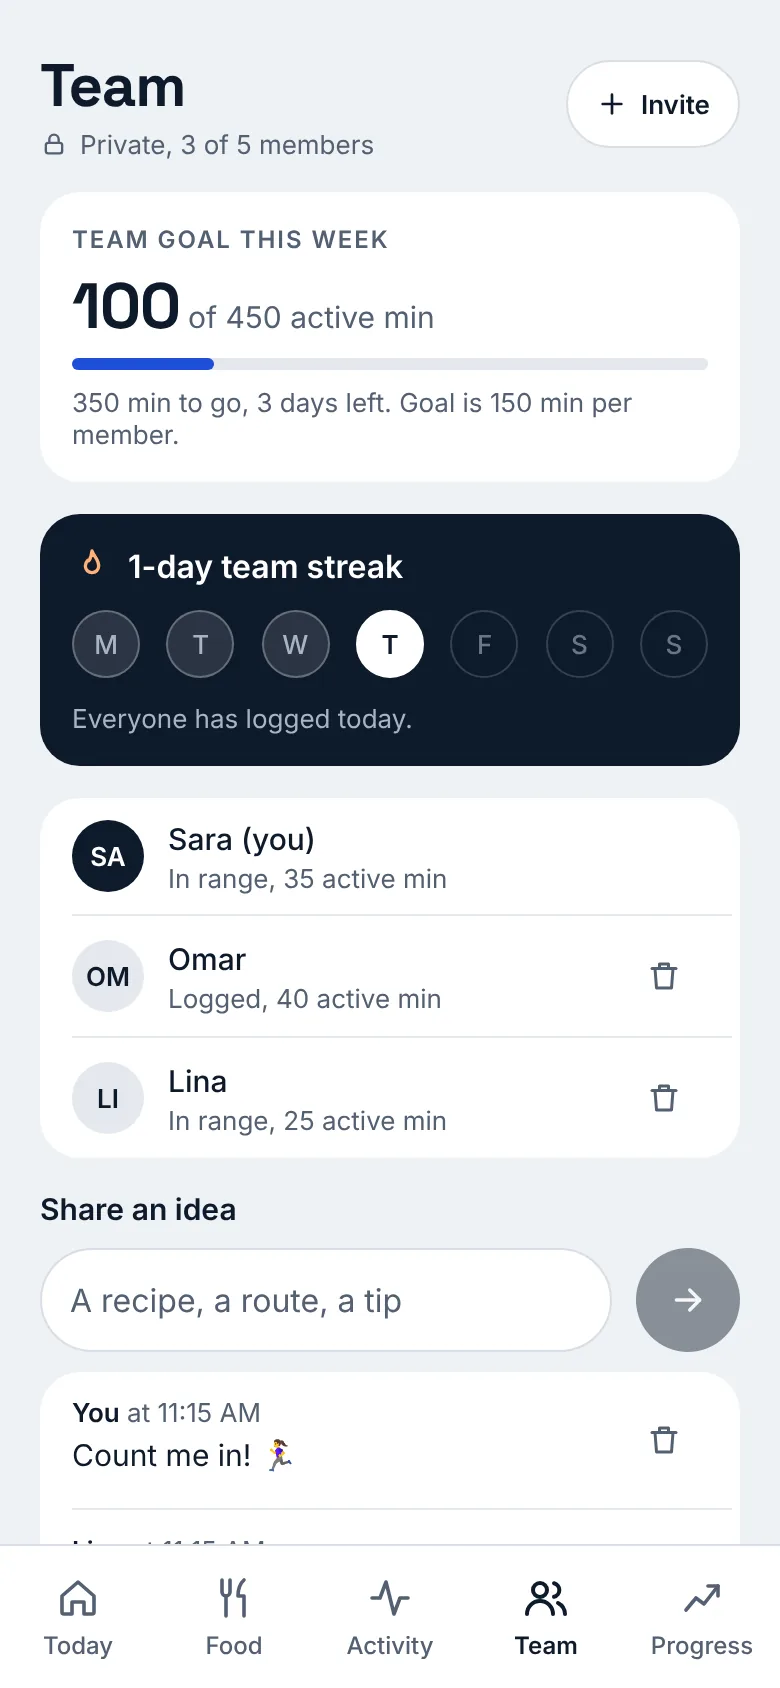 Team
Invite
Private, 3 of 5 members
TEAM GOAL THIS WEEK
100 of 450 active min
350 min to go, 3 days left. Goal is 150 min per
member.
1-day team streak
M T W T F S S
Everyone has logged today.
SA
Sara (you)
In range, 35 active min
OM
Omar
Logged, 40 active min
LI
Lina
In range, 25 active min
Share an idea
A recipe, a route, a tip
You at 11:15 AM
Count me in! 🏃‍♀️
Today Food Activity Team Progress